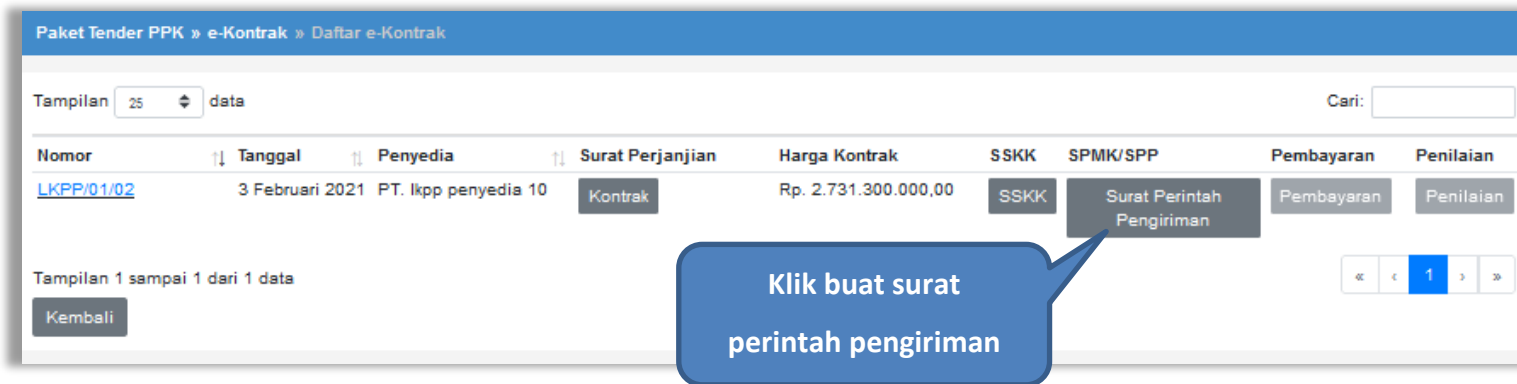 Paket Tender PPK » e-Kontrak » Daftar e-Kontrak
Tampilan 25 data Cari:
Nomor Tanggal Penyedia Surat Perjanjian Harga Kontrak SSKK SPMK/SPP Pembayaran Penilaian
LKPP/01/02 3 Februari 2021 PT. lkpp penyedia 10 Kontrak Rp. 2.731.300.000,00 SSKK Surat Perintah Pembayaran Penilaian
Pengiriman
Tampilan 1 sampai 1 dari 1 data « ‹ 1 › »
Kembali
Klik buat surat
perintah pengiriman